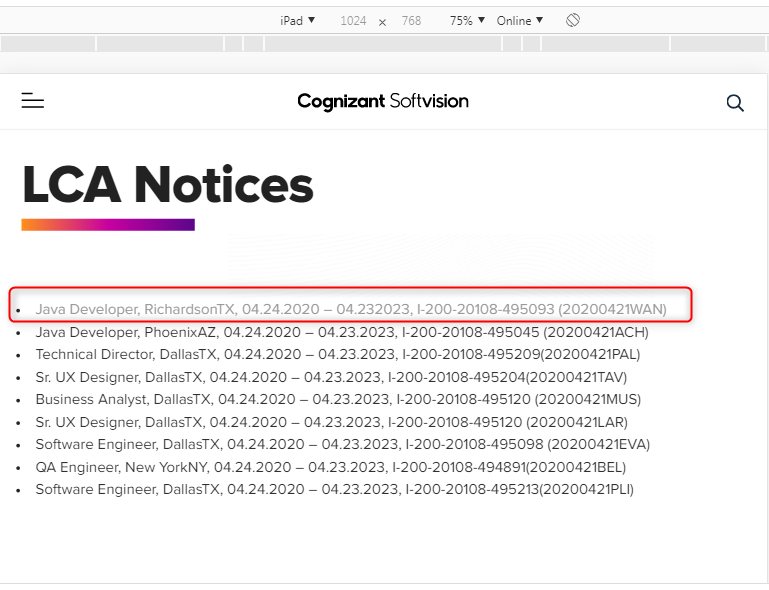 iPad ▼ 1024 × 768 75% ▼ Online ▼
Cognizant Softvision
LCA Notices
• Java Developer, RichardsonTX, 04.24.2020 – 04.232023, I-200-20108-495093 (20200421WAN)
• Java Developer, PhoenixAZ, 04.24.2020 – 04.23.2023, I-200-20108-495045 (20200421ACH)
• Technical Director, DallasTX, 04.24.2020 – 04.23.2023, I-200-20108-495209(20200421PAL)
• Sr. UX Designer, DallasTX, 04.24.2020 – 04.23.2023, I-200-20108-495204(20200421TAV)
• Business Analyst, DallasTX, 04.24.2020 – 04.23.2023, I-200-20108-495120 (20200421MUS)
• Sr. UX Designer, DallasTX, 04.24.2020 – 04.23.2023, I-200-20108-495120 (20200421LAR)
• Software Engineer, DallasTX, 04.24.2020 – 04.23.2023, I-200-20108-495098 (20200421EVA)
• QA Engineer, New YorkNY, 04.24.2020 – 04.23.2023, I-200-20108-494891(20200421BEL)
• Software Engineer, DallasTX, 04.24.2020 – 04.23.2023, I-200-20108-495213(20200421PLI)